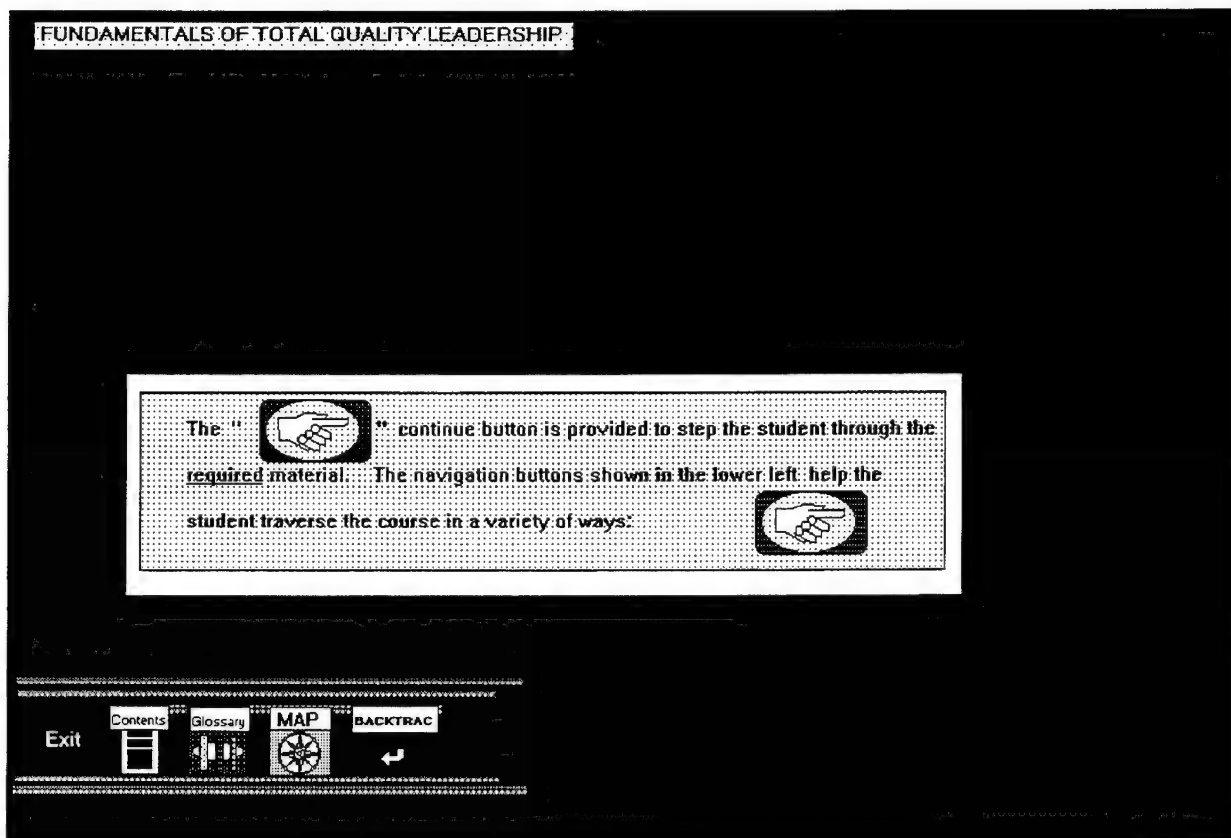 FUNDAMENTALS OF TOTAL QUALITY LEADERSHIP
The " " continue button is provided to step the student through the
required material. The navigation buttons shown in the lower left help the
student traverse the course in a variety of ways:
Exit Contents Glossary MAP BACKTRAC